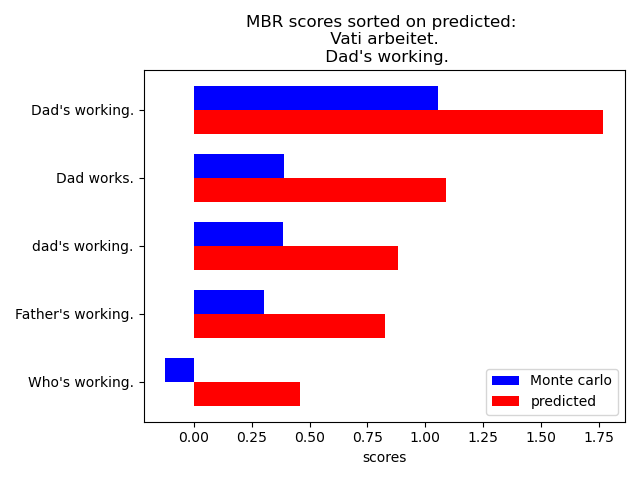 MBR scores sorted on predicted:
Vati arbeitet.
Dad's working.
Dad's working.
Dad works.
dad's working.
Father's working.
Who's working.
Monte carlo
predicted
0.00 0.25 0.50 0.75 1.00 1.25 1.50 1.75
scores